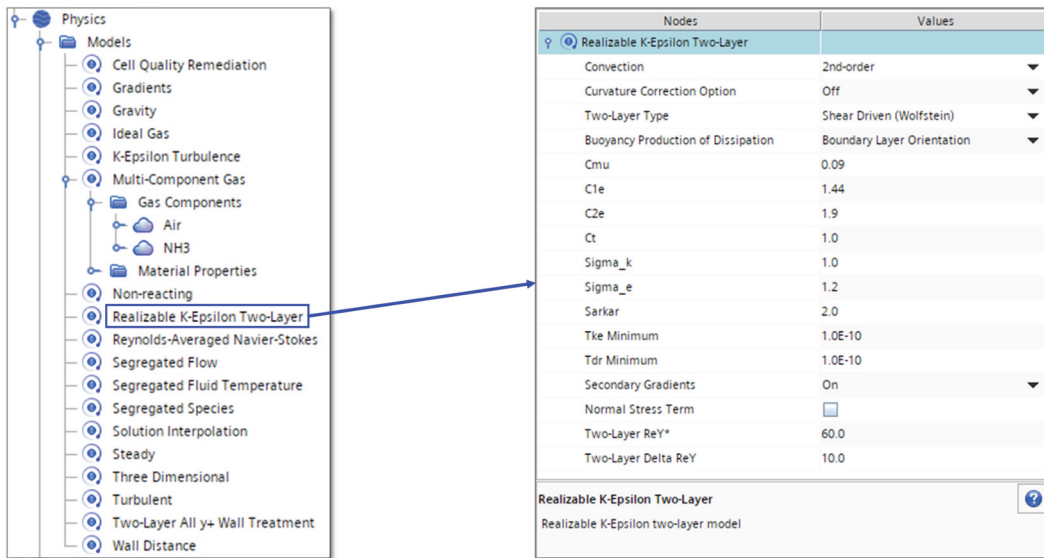 Physics
Models
Cell Quality Remediation
Gradients
Gravity
Ideal Gas
K-Epsilon Turbulence
Multi-Component Gas
Gas Components
Air
NH3
Material Properties
Non-reacting
Realizable K-Epsilon Two-Layer
Reynolds-Averaged Navier-Stokes
Segregated Flow
Segregated Fluid Temperature
Segregated Species
Solution Interpolation
Steady
Three Dimensional
Turbulent
Two-Layer All y+ Wall Treatment
Wall Distance
Nodes Values
Realizable K-Epsilon Two-Layer
Convection 2nd-order
Curvature Correction Option Off
Two-Layer Type Shear Driven (Wolfstein)
Buoyancy Production of Dissipation Boundary Layer Orientation
Cmu 0.09
C1e 1.44
C2e 1.9
Ct 1.0
Sigma_k 1.0
Sigma_e 1.2
Sarkar 2.0
Tke Minimum 1.0E-10
Tdr Minimum 1.0E-10
Secondary Gradients On
Normal Stress Term
Two-Layer ReY* 60.0
Two-Layer Delta ReY 10.0
Realizable K-Epsilon Two-Layer ?
Realizable K-Epsilon two-layer model